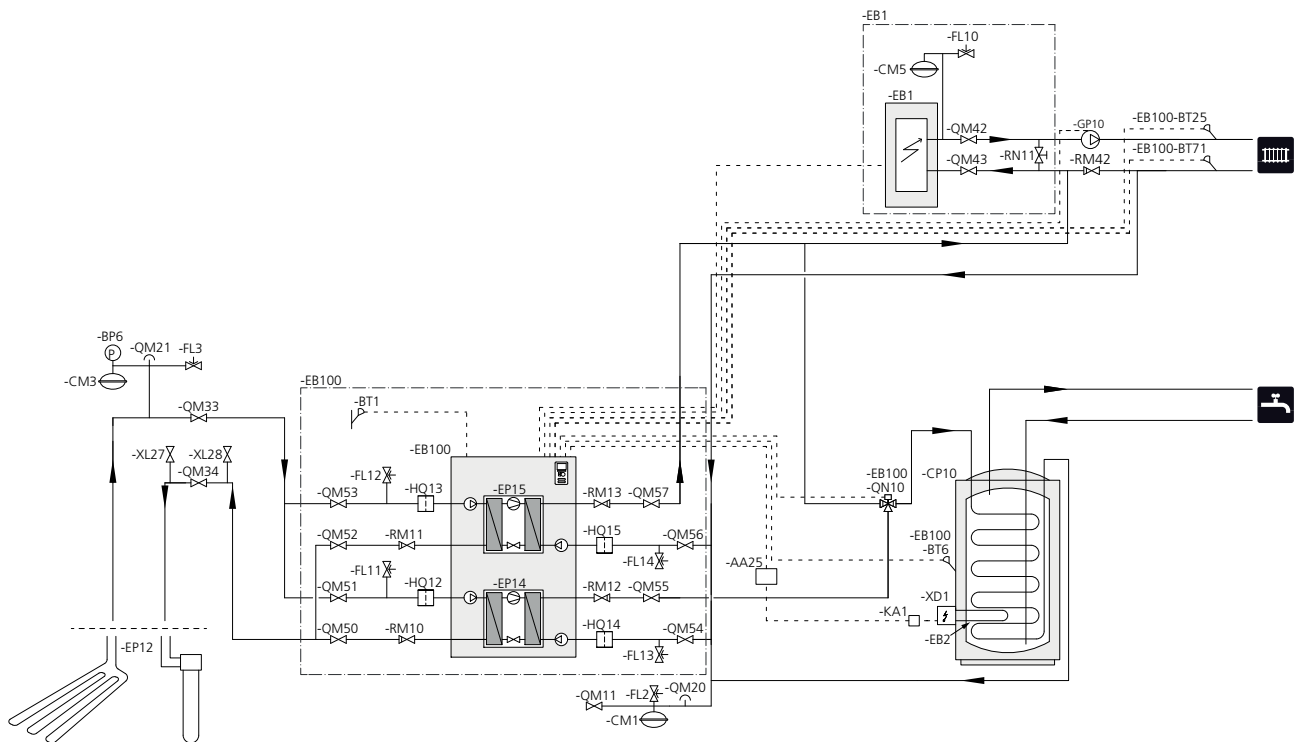 -EB1
-FL10
-CM5
-EB1
-QM42
-GP10
-EB100-BT25
-RN11
-EB100-BT71
-QM43
-RM42
-BP6
P
-QM21
-FL3
-CM3
-EB100
-QM33
-BT1
-XL27
-XL28
-QM34
-EB100
-FL12
-EP15
-QM53
-HQ13
-RM13
-QM57
-EB100
-QN10
-CP10
-QM52
-RM11
-HQ15
-QM56
-EB100
-BT6
-FL14
-FL11
-AA25
-QM51
-HQ12
-EP14
-RM12
-QM55
-XD1
-KA1
-QM50
-RM10
-HQ14
-QM54
-EB2
-EP12
-FL13
-QM11
-FL2
-QM20
-CM1